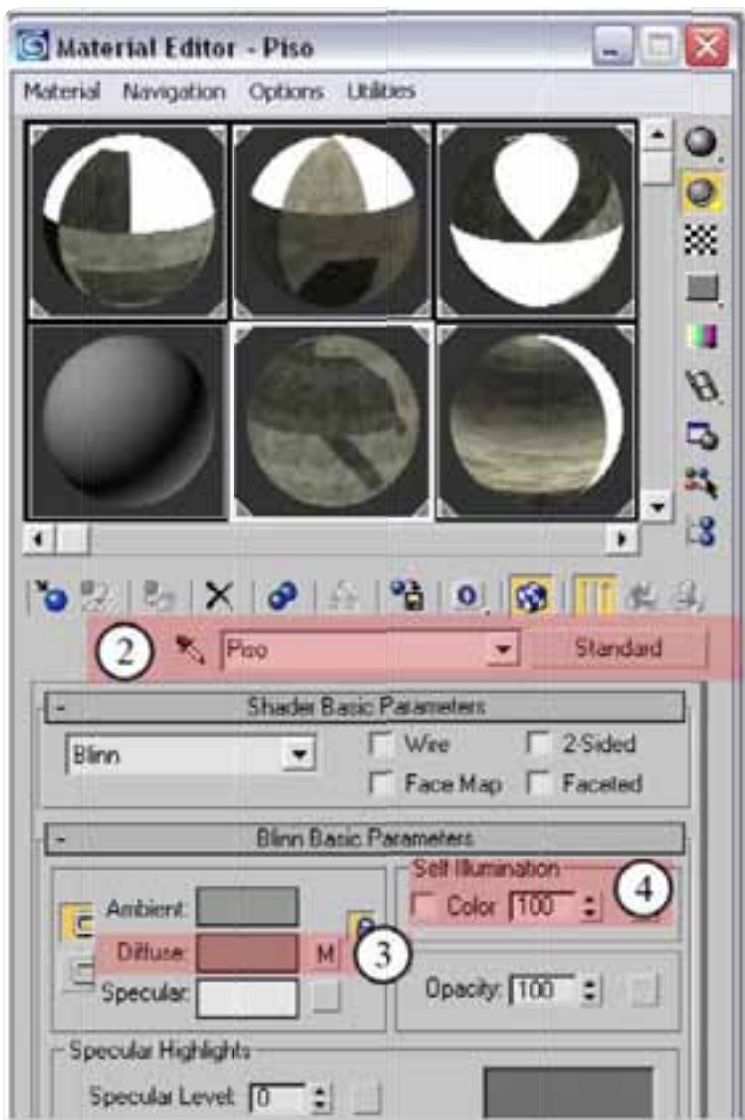 Material Editor - Piso
Material Navigation Options Utilities
2 Piso Standard
- Shader Basic Parameters
Blinn Wire 2-Sided
Face Map Faceted
- Blinn Basic Parameters
Self Illumination
Color 100 4
Ambient:
Diffuse: M 3
Specular:
Opacity: 100
Specular Highlights
Specular Level: 0